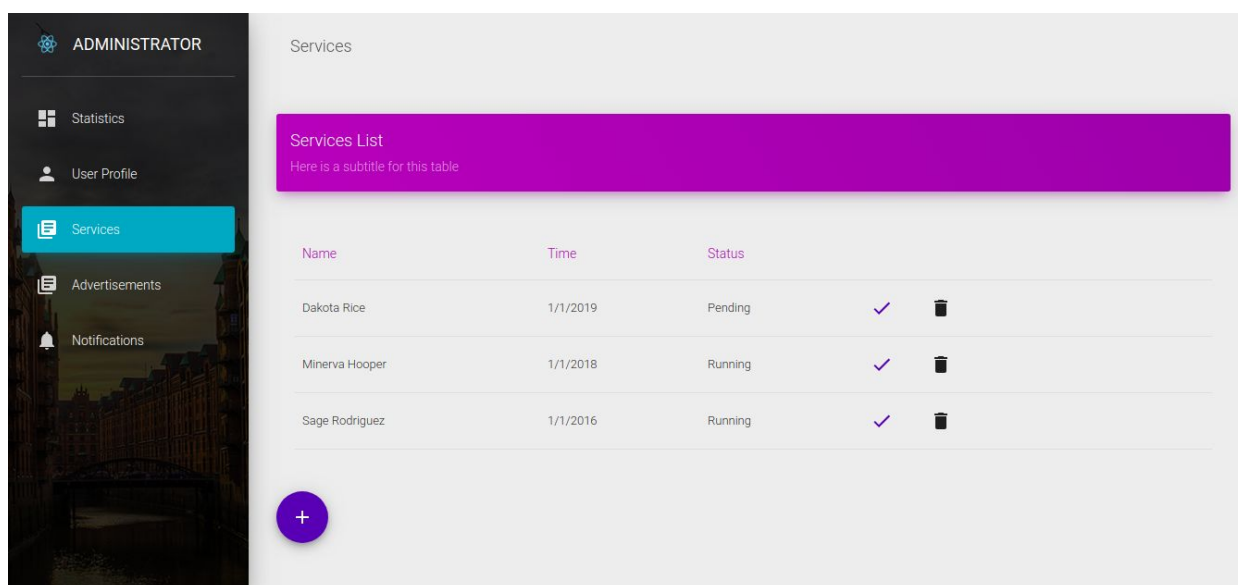 ADMINISTRATOR
Statistics
User Profile
Services
Advertisements
Notifications
Services
Services List
Here is a subtitle for this table
Name Time Status
Dakota Rice 1/1/2019 Pending
Minerva Hooper 1/1/2018 Running
Sage Rodriguez 1/1/2016 Running